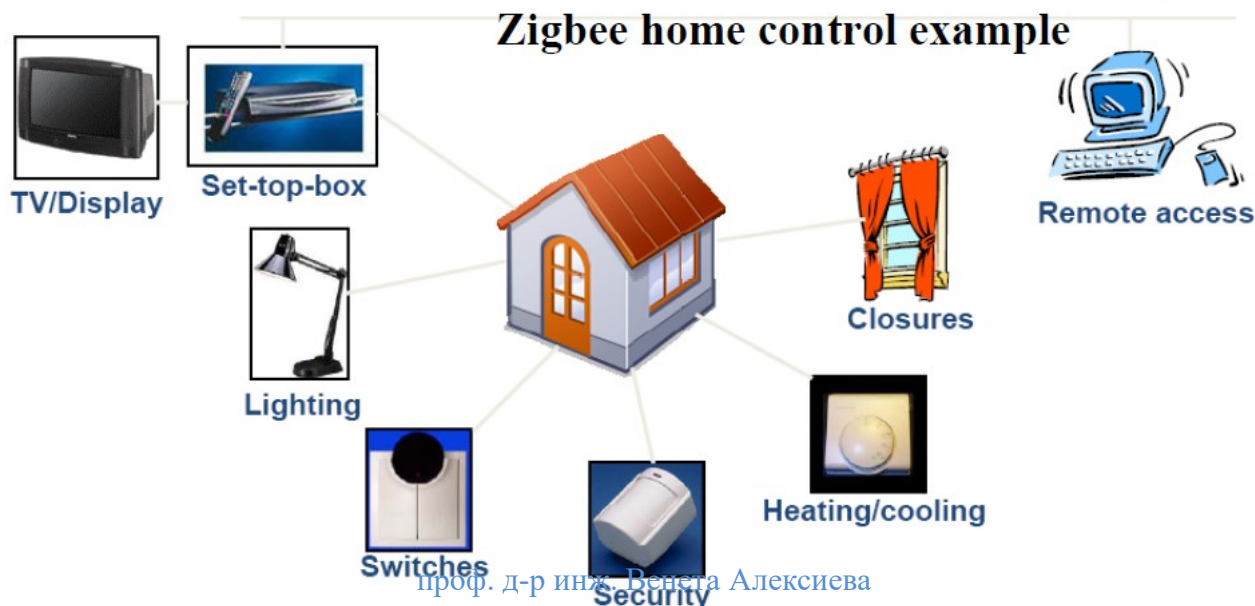 Zigbee home control example
TV/Display
Set-top-box
Remote access
Closures
Lighting
Heating/cooling
Switches
Security
проф. д-р инж. Венета Алексиева